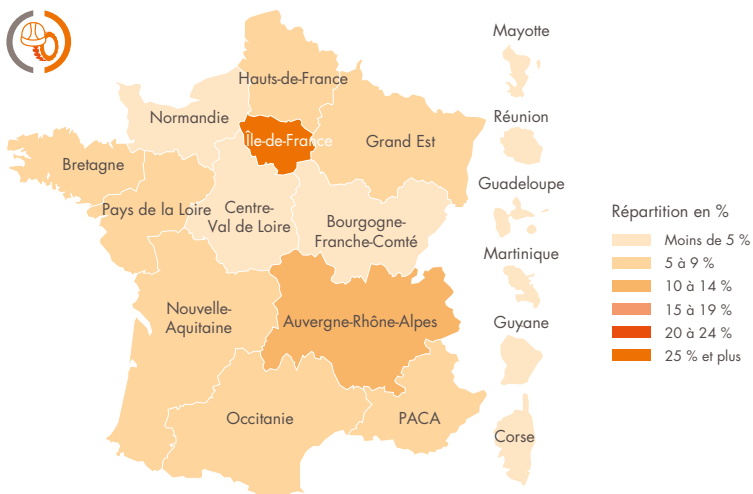 Mayotte
Hauts-de-France
Normandie
Réunion
Île-de-France
Grand Est
Bretagne
Guadeloupe
Pays de la Loire
Centre-
Val de Loire
Bourgogne-
Franche-Comté
Martinique
Nouvelle-
Aquitaine
Auvergne-Rhône-Alpes
Guyane
Occitanie
PACA
Corse
Répartition en %
Moins de 5 %
5 à 9 %
10 à 14 %
15 à 19 %
20 à 24 %
25 % et plus